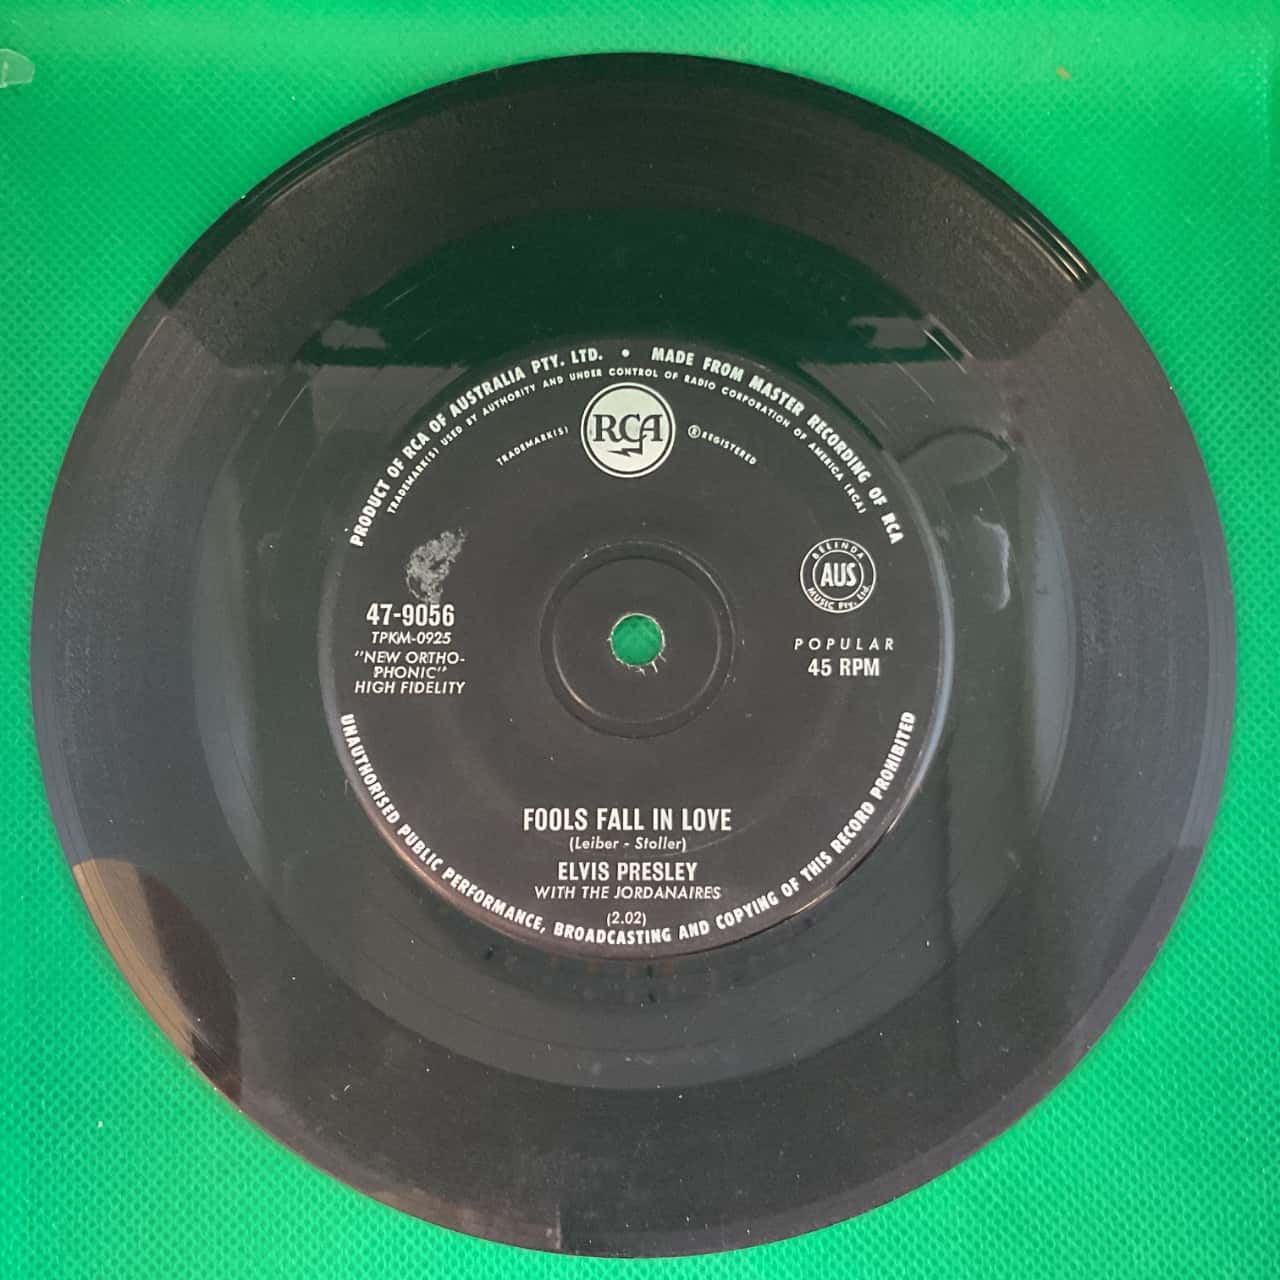 PRODUCT OF RCA OF AUSTRALIA PTY. LTD. • MADE FROM MASTER RECORDING OF RCA
TRADEMARK(S) USED BY AUTHORITY AND UNDER CONTROL OF RADIO CORPORATION OF AMERICA (RCA)
TRADEMARK(S) RCA ®REGISTERED
BELINDA
AUS
MUSIC PTY. Ltd.
47-9056
TPKM-0925
"NEW ORTHO-
PHONIC"
HIGH FIDELITY
POPULAR
45 RPM
FOOLS FALL IN LOVE
(Leiber - Stoller)
ELVIS PRESLEY
WITH THE JORDANAIRES
(2.02)
UNAUTHORISED PUBLIC PERFORMANCE, BROADCASTING AND COPYING OF THIS RECORD PROHIBITED